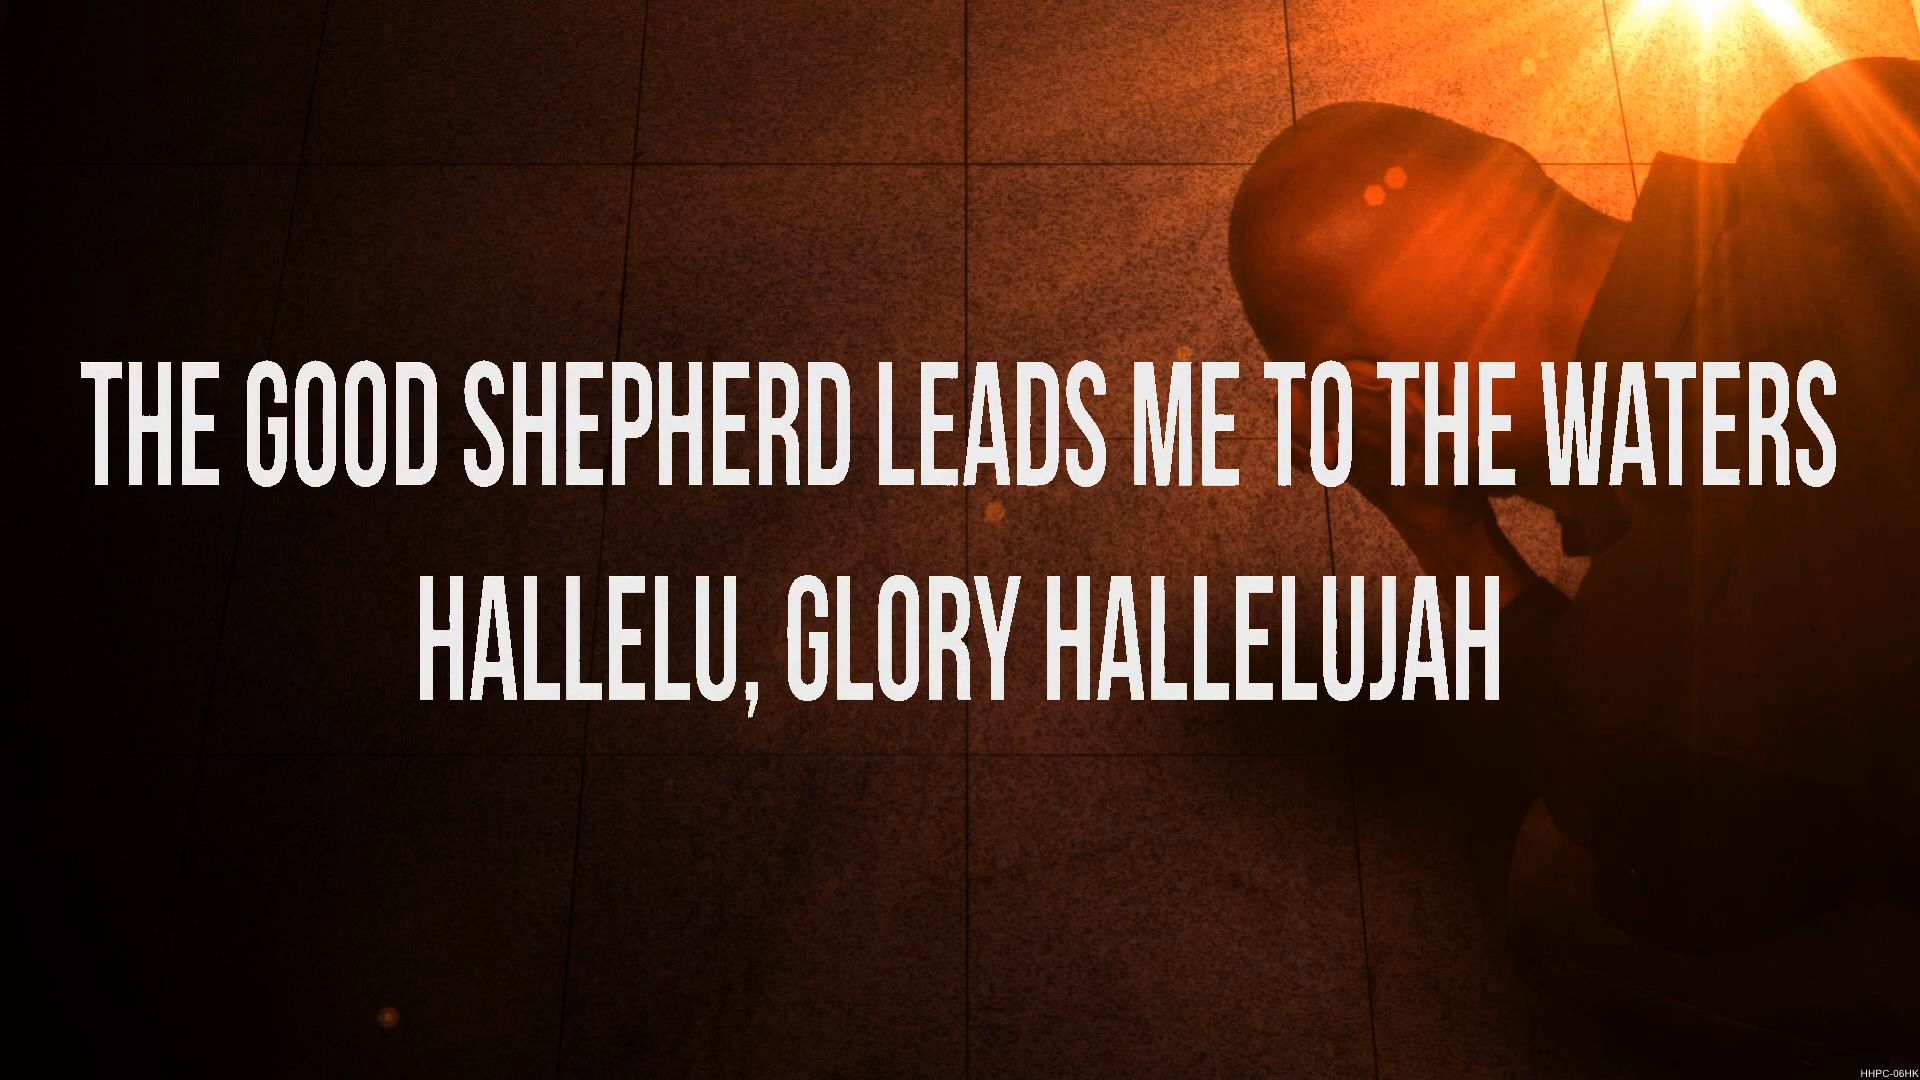 THE GOOD SHEPHERD LEADS ME TO THE WATERS
HALLELU, GLORY HALLELUJAH
HHPC-06HK